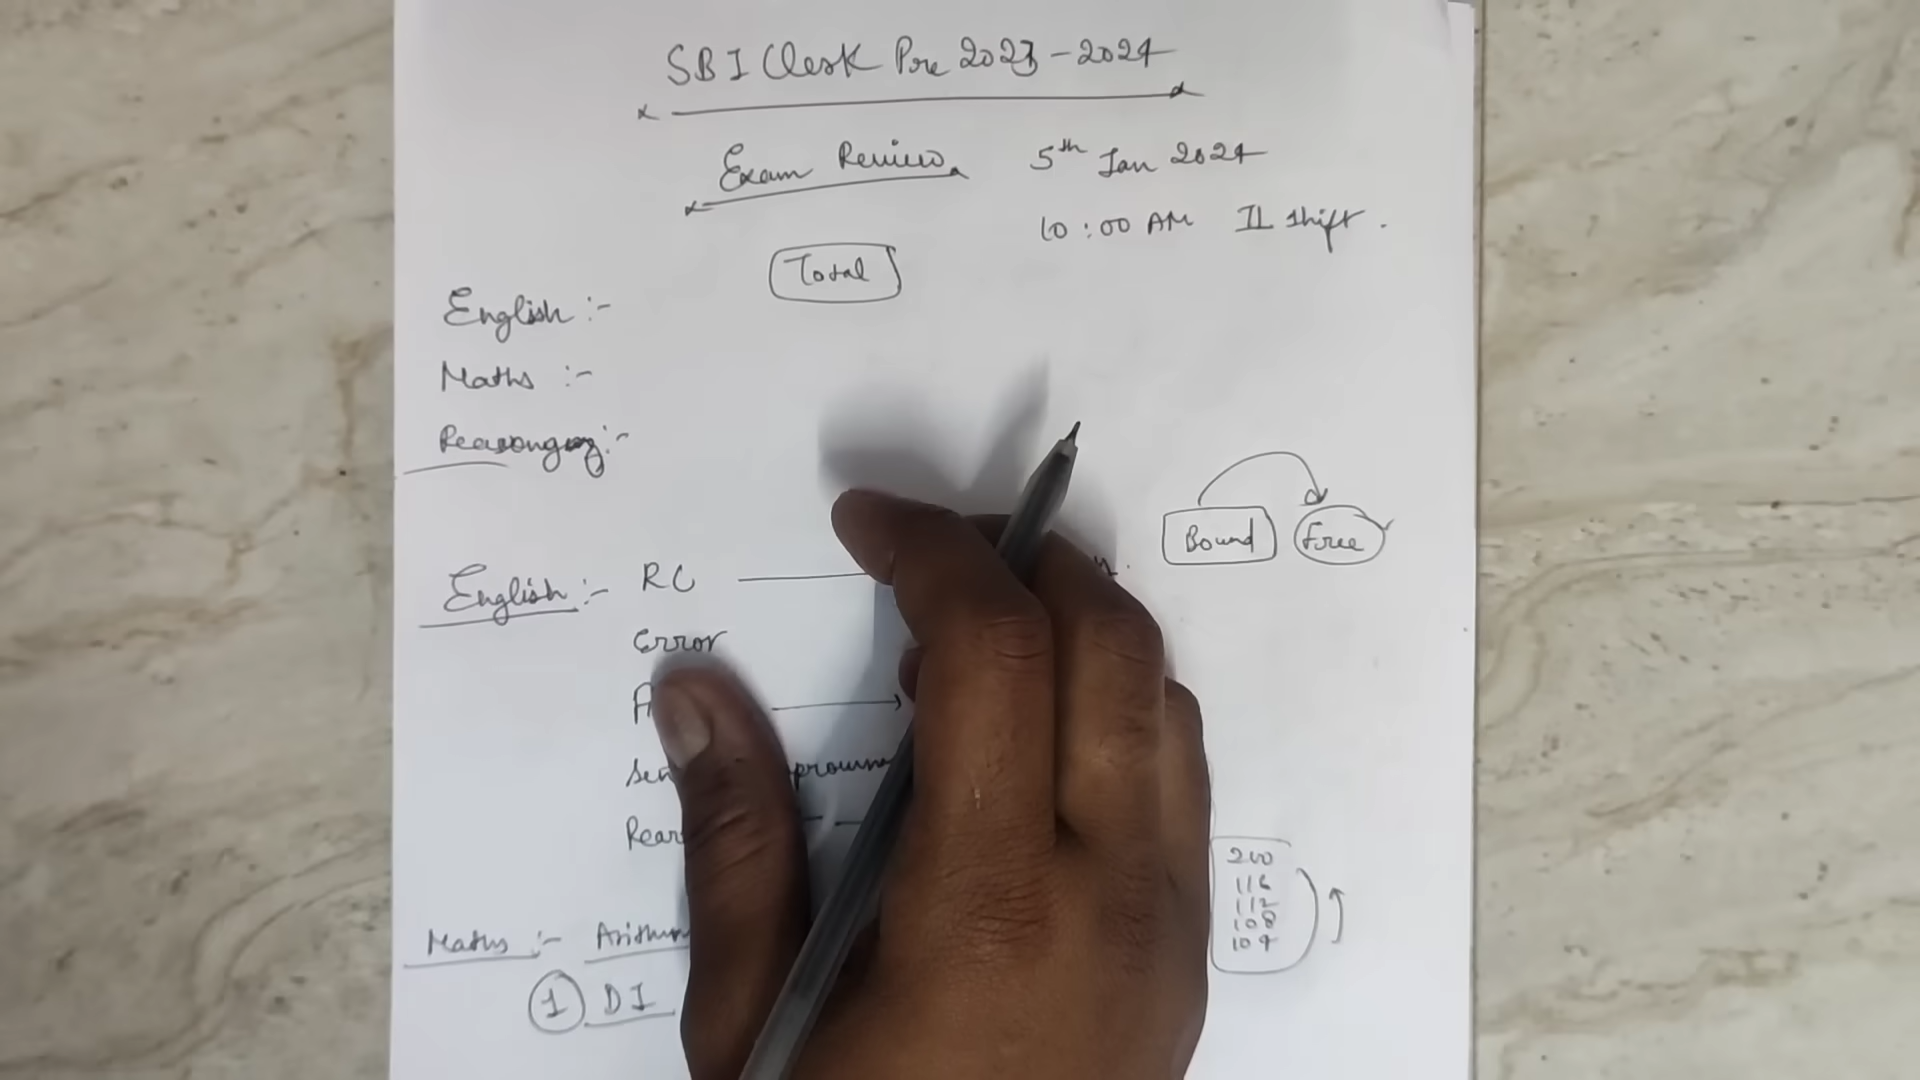 SBI Clerk Pre 2023-2024
Exam Review
5th Jan 2024
10:00 AM II shift.
Total
English :-
Maths :-
Reasonging:-
Bound Free
English :- RC
Error
Maths :-
1 DI
200
116
112
108
104